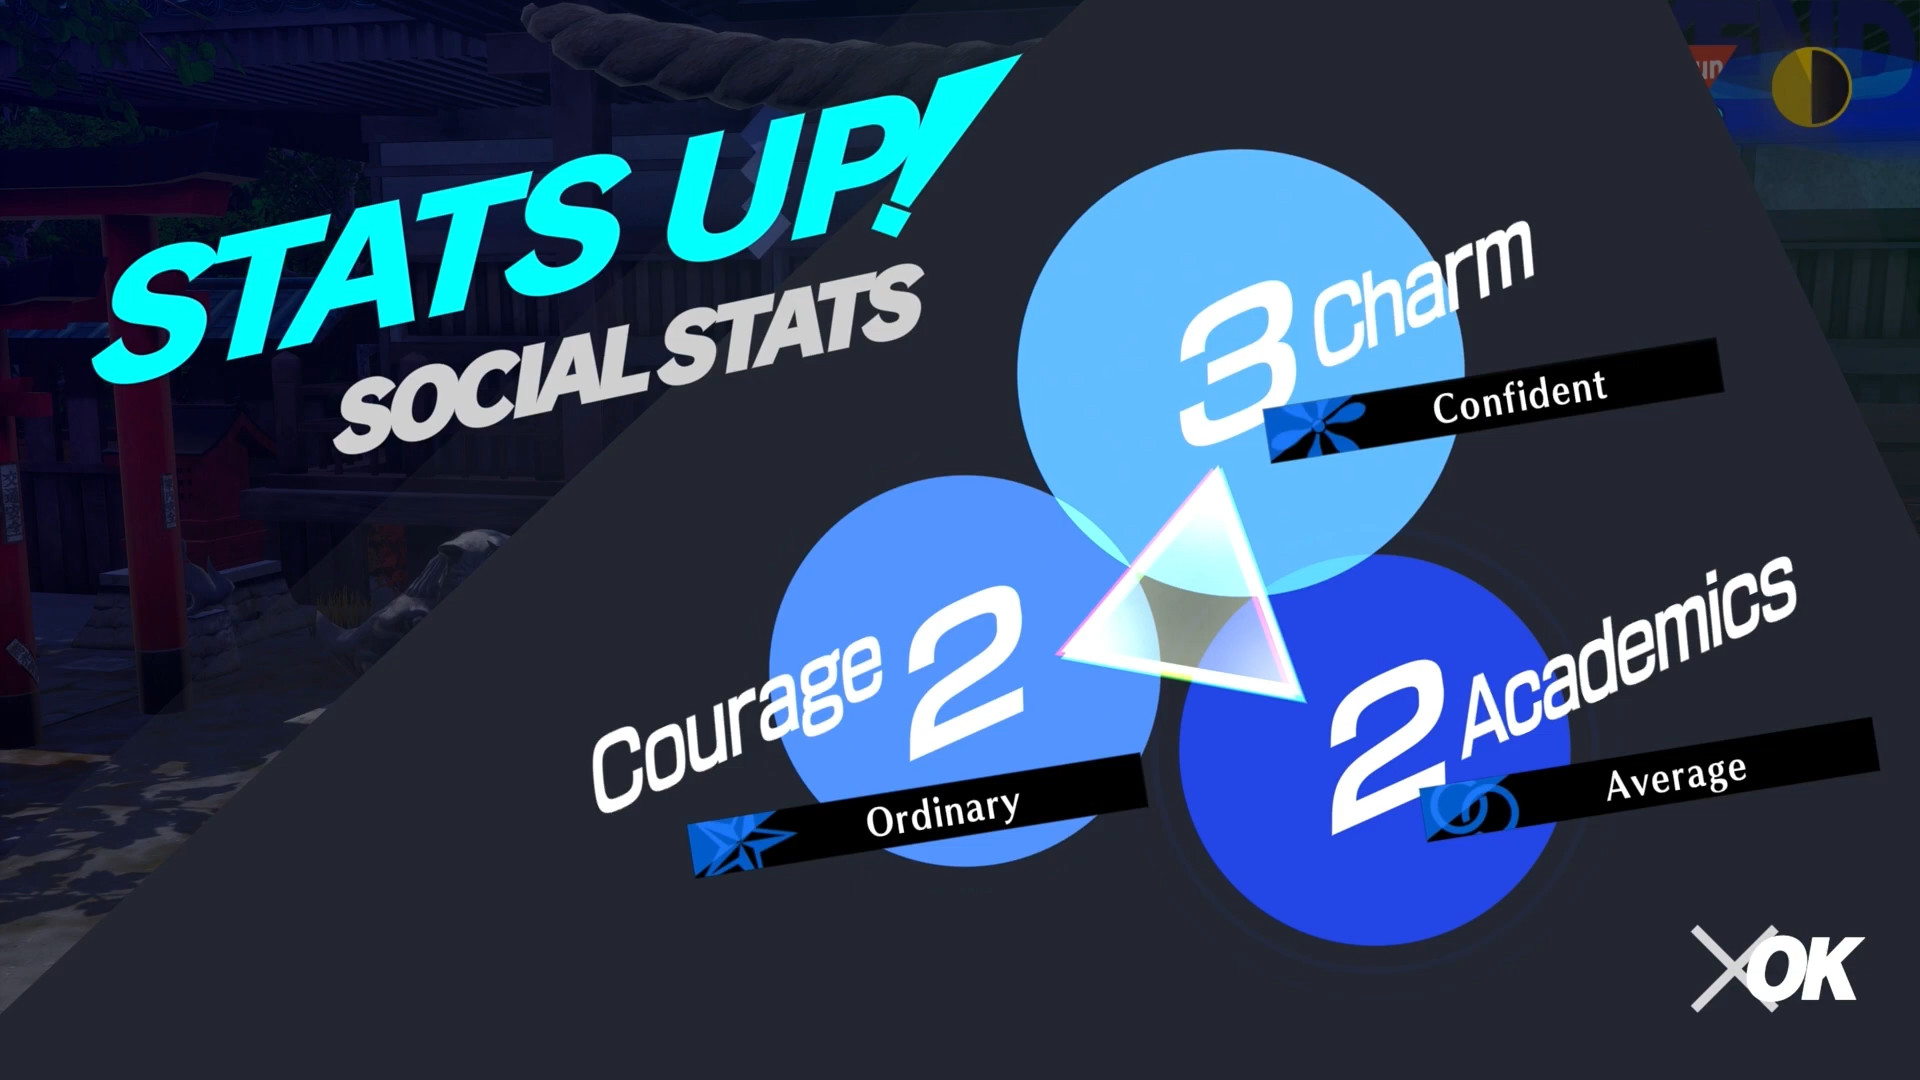 STATS UP!
SOCIAL STATS
3 Charm
Confident
Courage 2
Ordinary
2 Academics
Average
OK